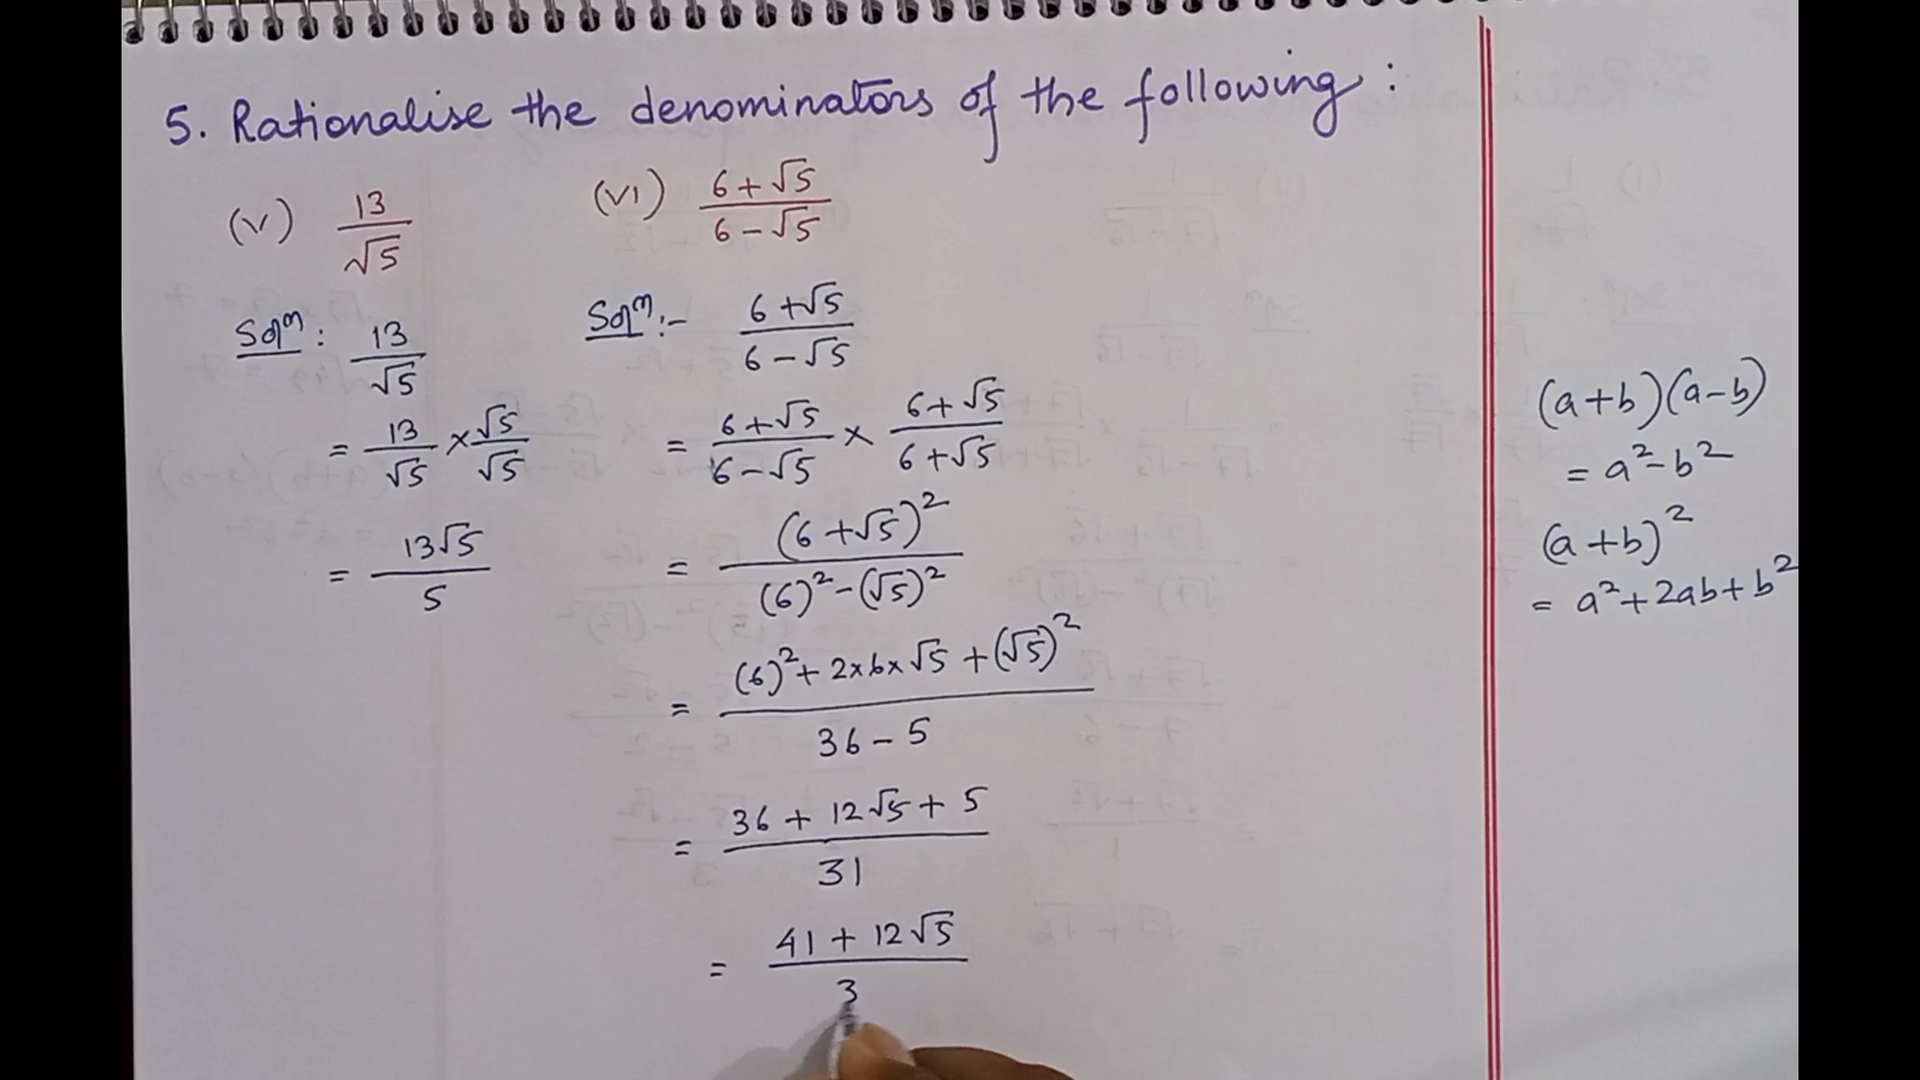 5. Rationalise the denominators of the following:
(v) 13/√5
Solⁿ: 13/√5
= 13/√5 × √5/√5
= 13√5/5
(vi) 6+√5/6-√5
Solⁿ:- 6+√5/6-√5
= 6+√5/6-√5 × 6+√5/6+√5
= (6+√5)²/(6)²-(√5)²
= (6)²+2×6×√5+(√5)²/36-5
= 36+12√5+5/31
= 41+12√5/3
(a+b)(a-b)
= a²-b²
(a+b)²
= a²+2ab+b²